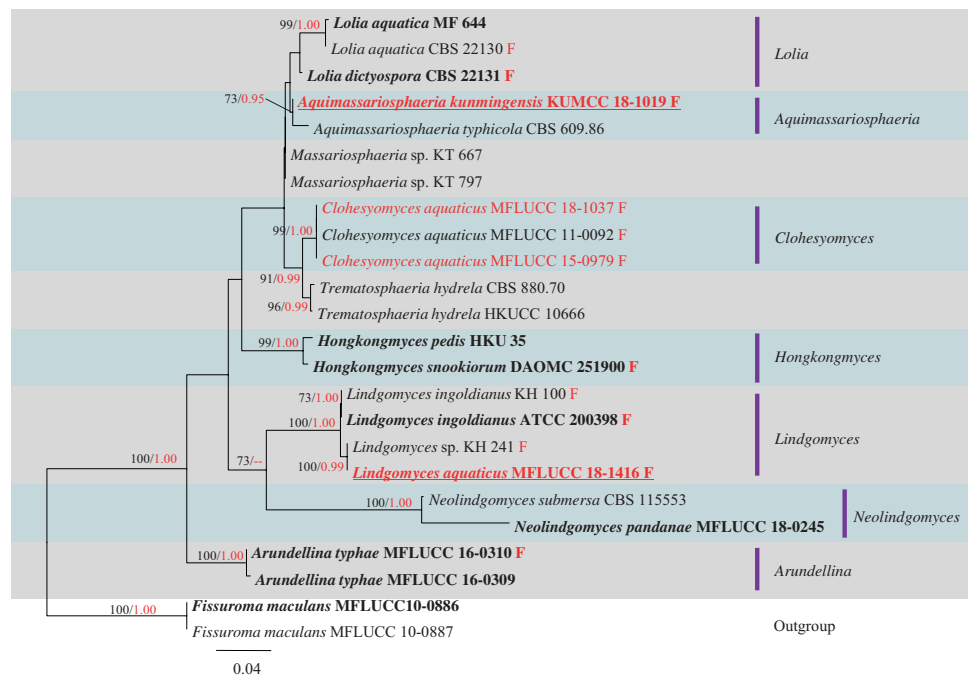 99/1.00
Lolia aquatica MF 644
Lolia aquatica CBS 22130 F
Lolia dictyospora CBS 22131 F
Lolia
73/0.95
Aquimassariosphaeria kunmingensis KUMCC 18-1019 F
Aquimassariosphaeria typhicola CBS 609.86
Aquimassariosphaeria
Massariosphaeria sp. KT 667
Massariosphaeria sp. KT 797
Clohesyomyces aquaticus MFLUCC 18-1037 F
99/1.00
Clohesyomyces aquaticus MFLUCC 11-0092 F
Clohesyomyces aquaticus MFLUCC 15-0979 F
Clohesyomyces
91/0.99
Trematosphaeria hydrela CBS 880.70
96/0.99
Trematosphaeria hydrela HKUCC 10666
99/1.00
Hongkongmyces pedis HKU 35
Hongkongmyces snookiorum DAOMC 251900 F
Hongkongmyces
73/1.00
Lindgomyces ingoldianus KH 100 F
100/1.00
Lindgomyces ingoldianus ATCC 200398 F
Lindgomyces sp. KH 241 F
100/0.99
Lindgomyces aquaticus MFLUCC 18-1416 F
Lindgomyces
100/1.00
73/--
100/1.00
Neolindgomyces submersa CBS 115553
Neolindgomyces pandanae MFLUCC 18-0245
Neolindgomyces
100/1.00
Arundellina typhae MFLUCC 16-0310 F
Arundellina typhae MFLUCC 16-0309
Arundellina
100/1.00
Fissuroma maculans MFLUCC10-0886
Fissuroma maculans MFLUCC 10-0887
Outgroup
0.04